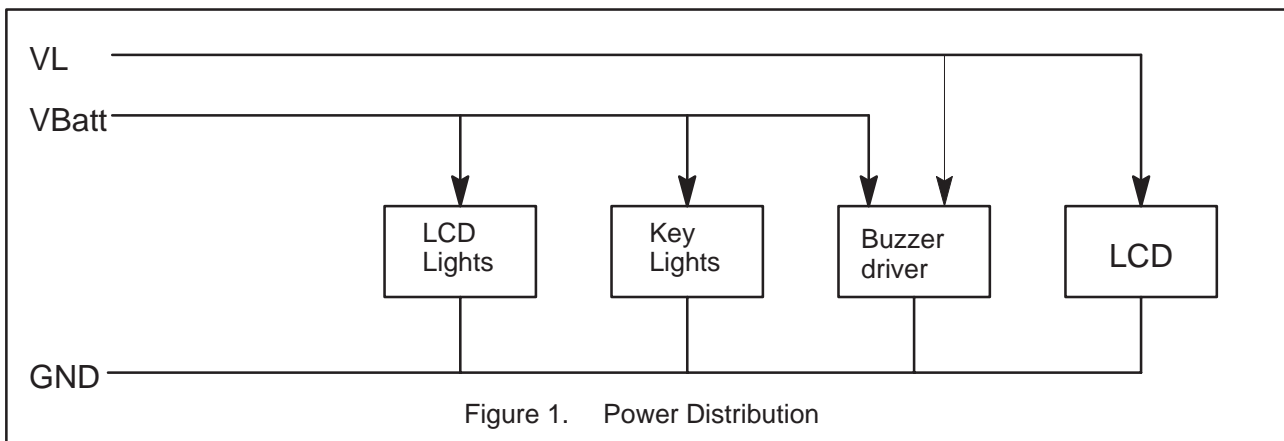 VL
VBatt
LCD
Lights
Key
Lights
Buzzer
driver
LCD
GND
Figure 1. Power Distribution